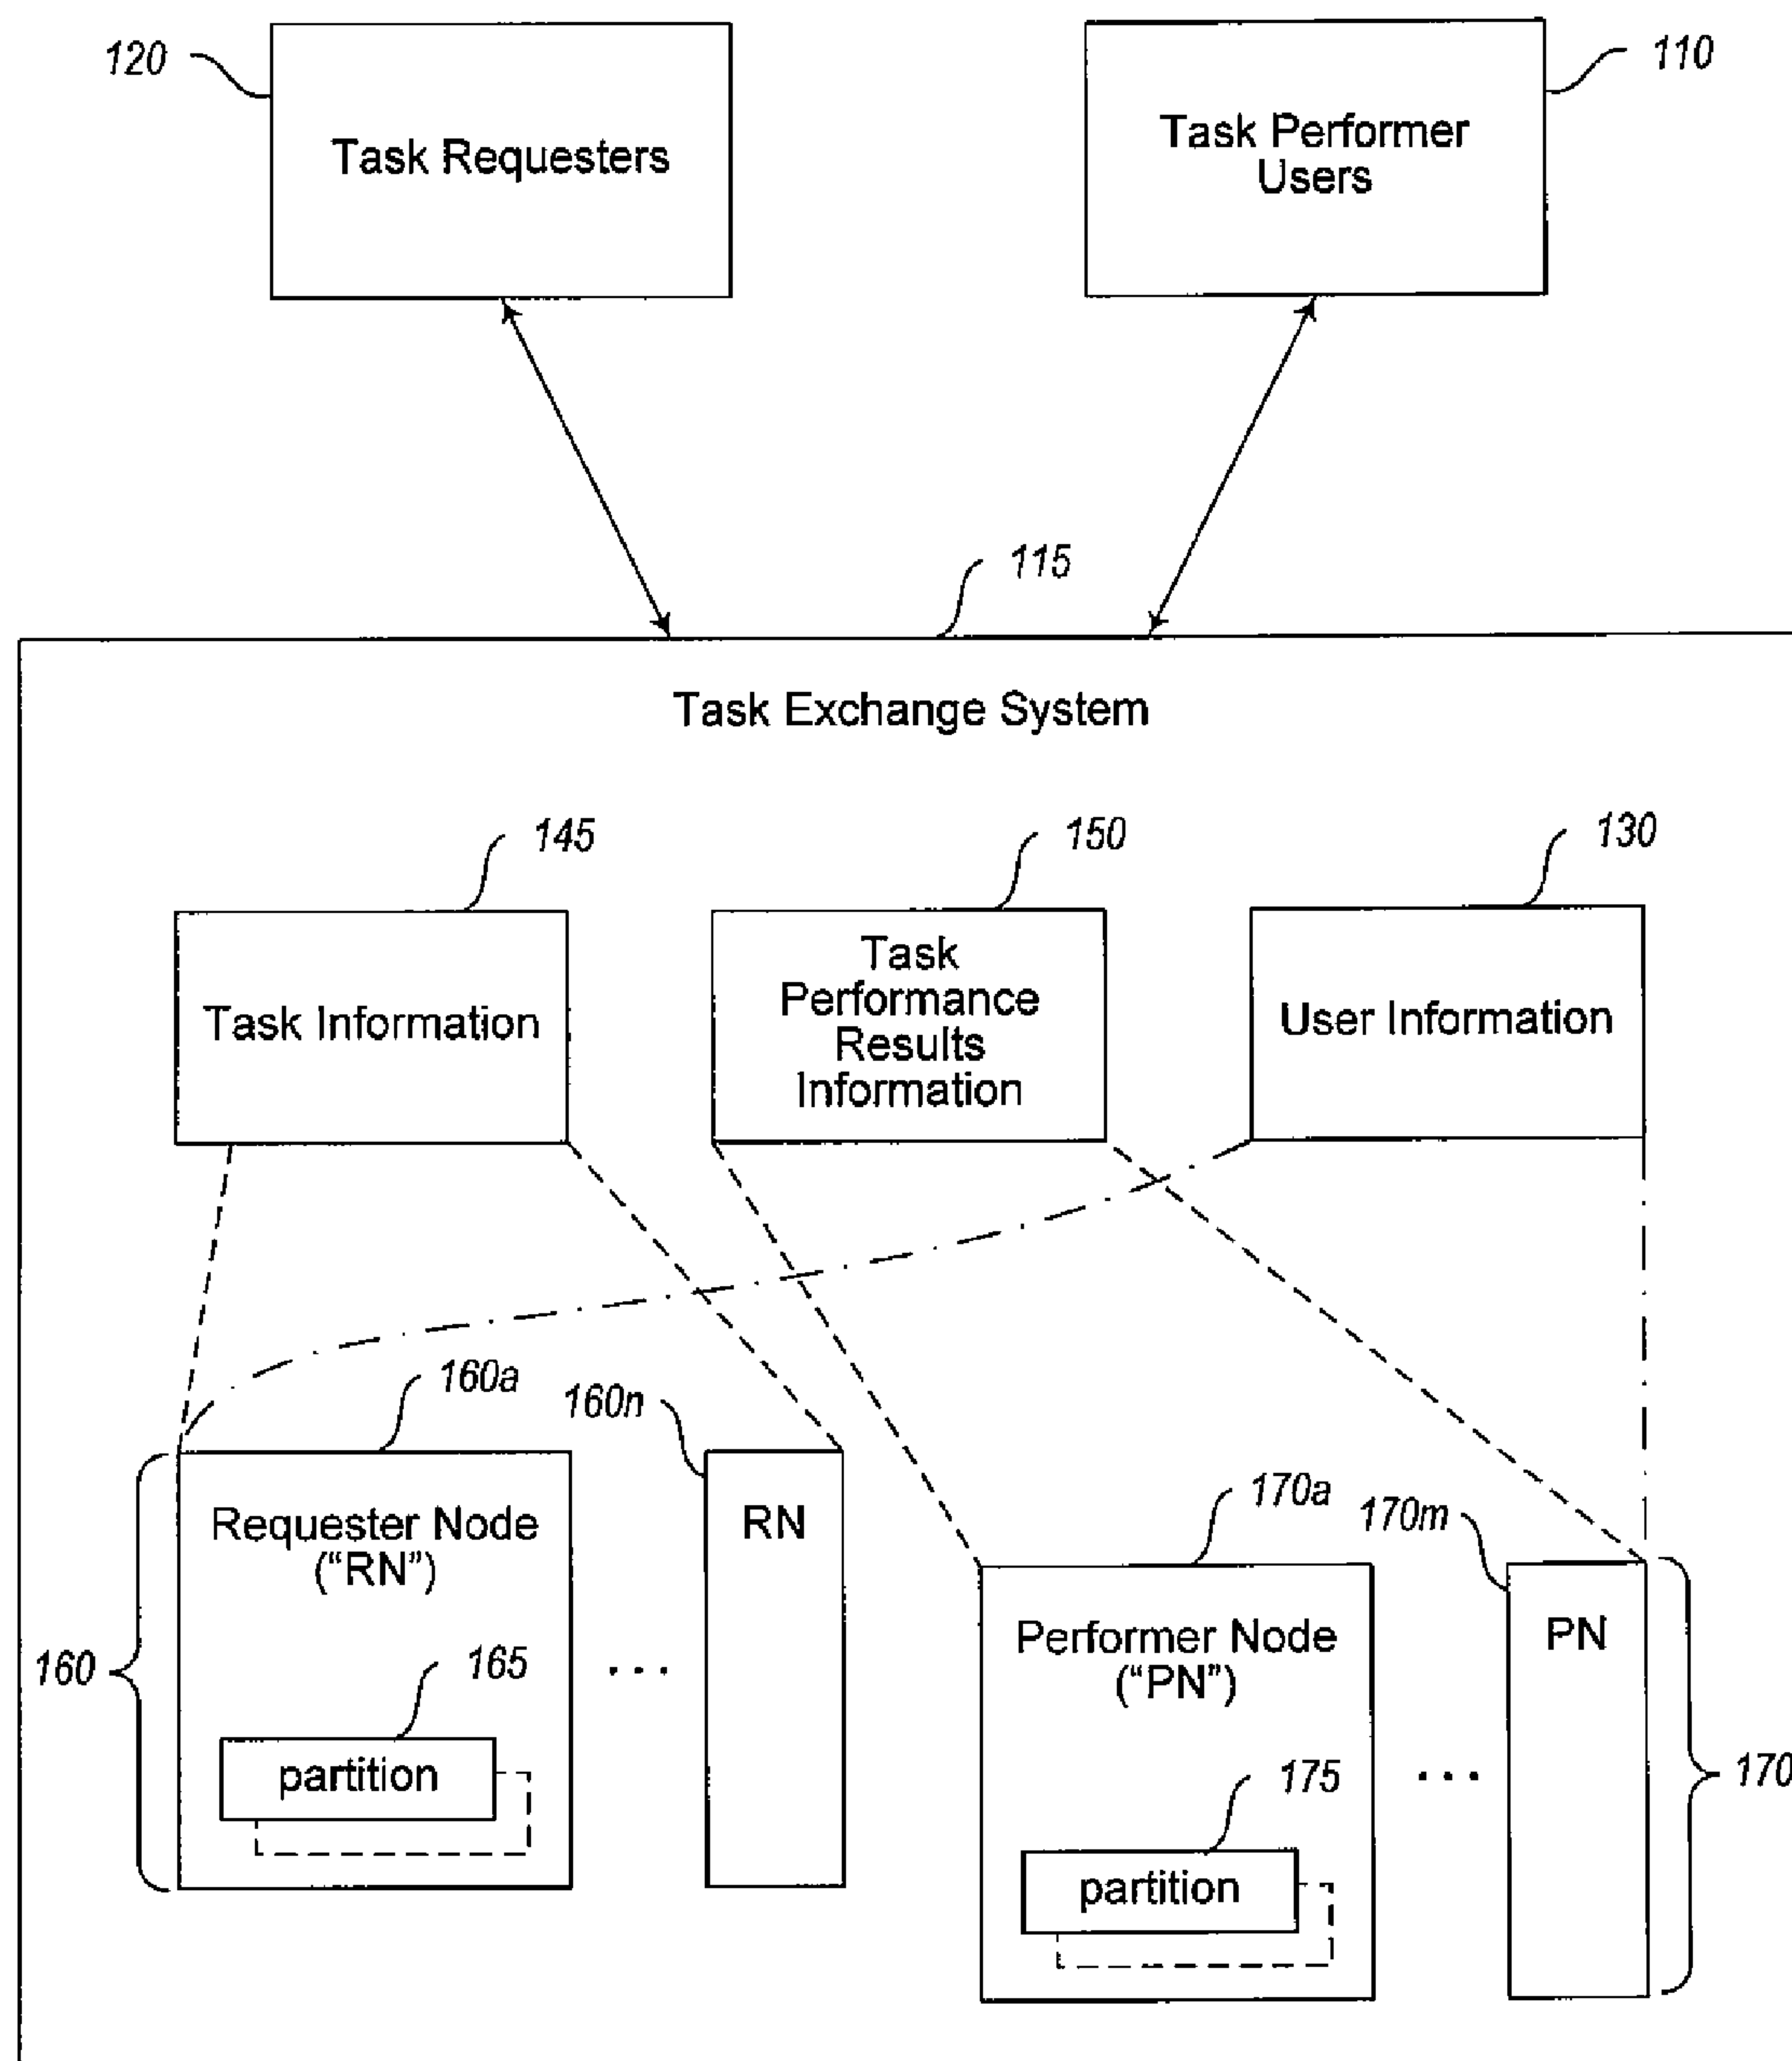 120
Task Requesters
110
Task Performer
Users
115
Task Exchange System
145
Task Information
150
Task
Performance
Results
Information
130
User Information
160
160a
Requester Node
(“RN”)
165
partition
...
160n
RN
170a
Performer Node
(“PN”)
175
partition
...
170m
PN
170